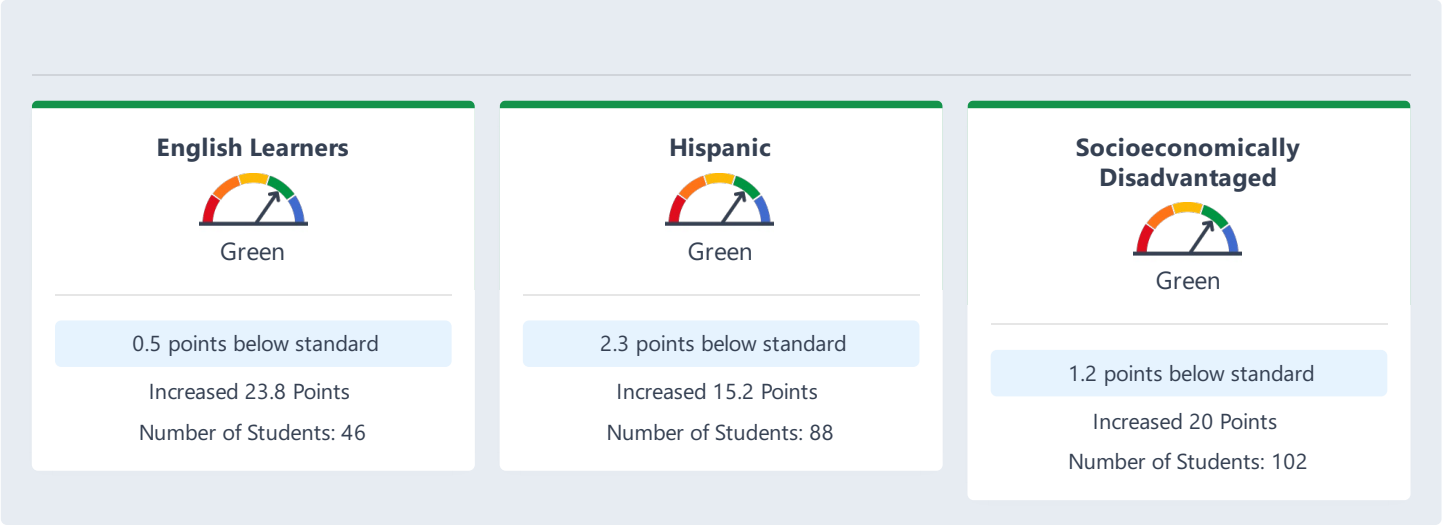 English Learners
Green
0.5 points below standard
Increased 23.8 Points
Number of Students: 46
Hispanic
Green
2.3 points below standard
Increased 15.2 Points
Number of Students: 88
Socioeconomically
Disadvantaged
Green
1.2 points below standard
Increased 20 Points
Number of Students: 102